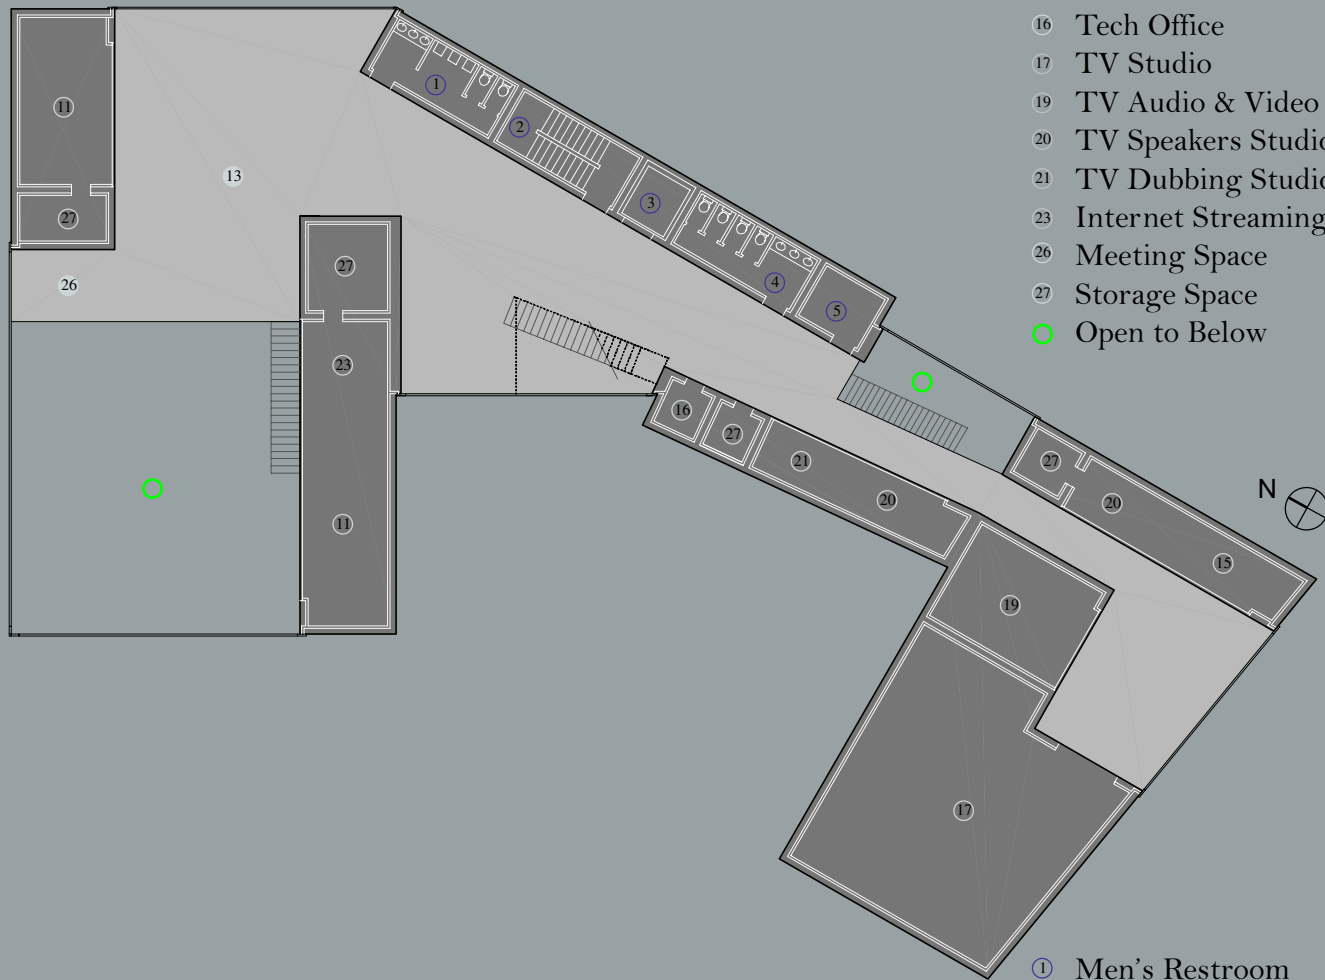 16 Tech Office
17 TV Studio
19 TV Audio & Video
20 TV Speakers Studio
21 TV Dubbing Studio
23 Internet Streaming
26 Meeting Space
27 Storage Space
Open to Below
11
27
13
26
27
23
11
1
2
3
4
5
16
27
21
20
27
20
15
N
19
17
1 Men's Restroom